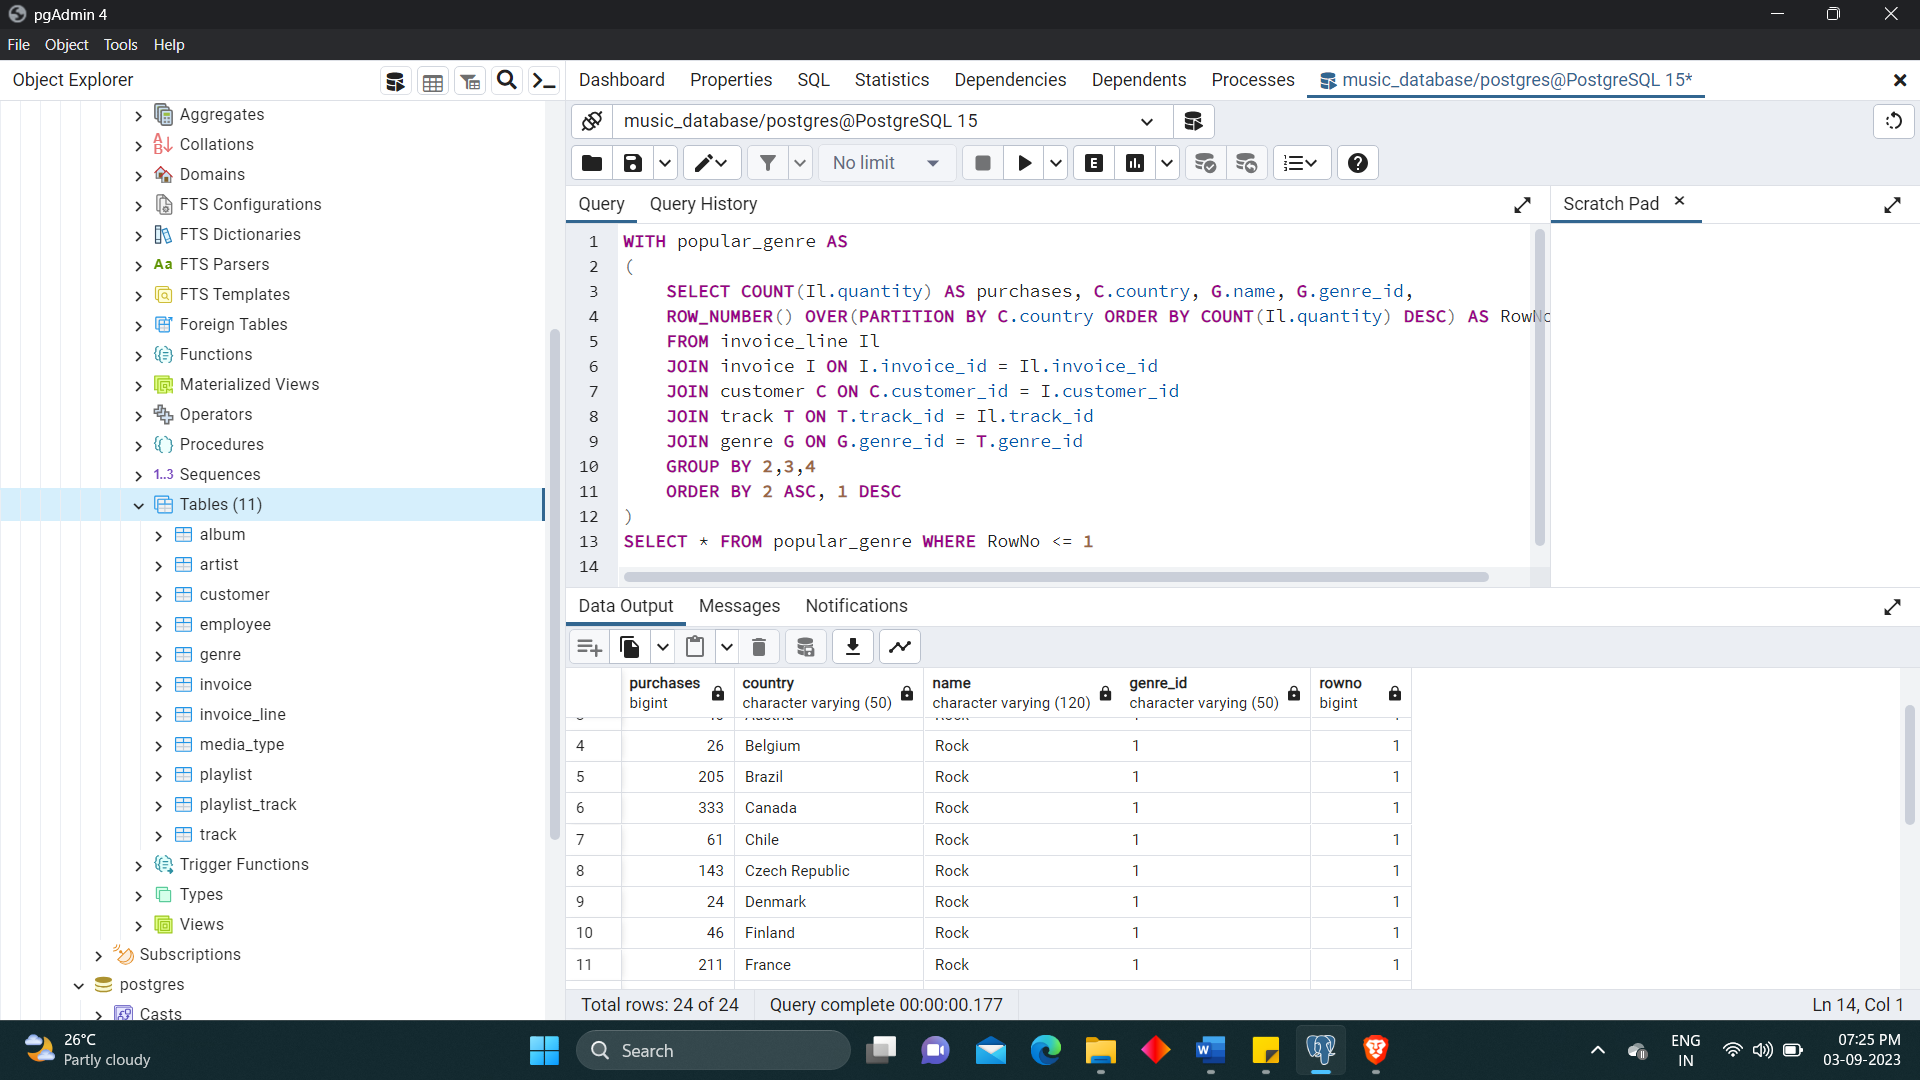 pgAdmin 4
File Object Tools Help
Object Explorer
Dashboard Properties SQL Statistics Dependencies Dependents Processes music_database/postgres@PostgreSQL 15*
Aggregates
Collations
Domains
FTS Configurations
FTS Dictionaries
Aa FTS Parsers
FTS Templates
Foreign Tables
Functions
Materialized Views
Operators
Procedures
1..3 Sequences
Tables (11)
album
artist
customer
employee
genre
invoice
invoice_line
media_type
playlist
playlist_track
track
Trigger Functions
Types
Views
Subscriptions
postgres
Casts
music_database/postgres@PostgreSQL 15
No limit
E
Query Query History
Scratch Pad
1 WITH popular_genre AS
2 (
3 SELECT COUNT(Il.quantity) AS purchases, C.country, G.name, G.genre_id,
4 ROW_NUMBER() OVER(PARTITION BY C.country ORDER BY COUNT(Il.quantity) DESC) AS RowNo
5 FROM invoice_line Il
6 JOIN invoice I ON I.invoice_id = Il.invoice_id
7 JOIN customer C ON C.customer_id = I.customer_id
8 JOIN track T ON T.track_id = Il.track_id
9 JOIN genre G ON G.genre_id = T.genre_id
10 GROUP BY 2,3,4
11 ORDER BY 2 ASC, 1 DESC
12 )
13 SELECT * FROM popular_genre WHERE RowNo <= 1
14
Data Output Messages Notifications
purchases country name genre_id rowno
bigint character varying (50) character varying (120) character varying (50) bigint
4 26 Belgium Rock 1 1
5 205 Brazil Rock 1 1
6 333 Canada Rock 1 1
7 61 Chile Rock 1 1
8 143 Czech Republic Rock 1 1
9 24 Denmark Rock 1 1
10 46 Finland Rock 1 1
11 211 France Rock 1 1
Total rows: 24 of 24 Query complete 00:00:00.177 Ln 14, Col 1
26°C
Partly cloudy
Search
ENG
IN
07:25 PM
03-09-2023